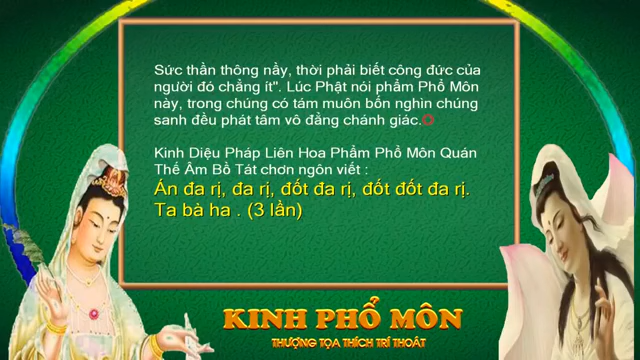 Sức thần thông nầy, thời phải biết công đức của
người đó chẳng ít". Lúc Phật nói phẩm Phổ Môn
này, trong chúng có tám muôn bốn nghìn chúng
sanh đều phát tâm vô đẳng chánh giác.
Kinh Diệu Pháp Liên Hoa Phẩm Phổ Môn Quán
Thế Âm Bồ Tát chơn ngôn viết :
Án đa rị, đa rị, đốt đa rị, đốt đốt đa rị.
Ta bà ha . (3 lần)
KINH PHỔ MÔN
THƯỢNG TỌA THÍCH TRÍ THOÁT